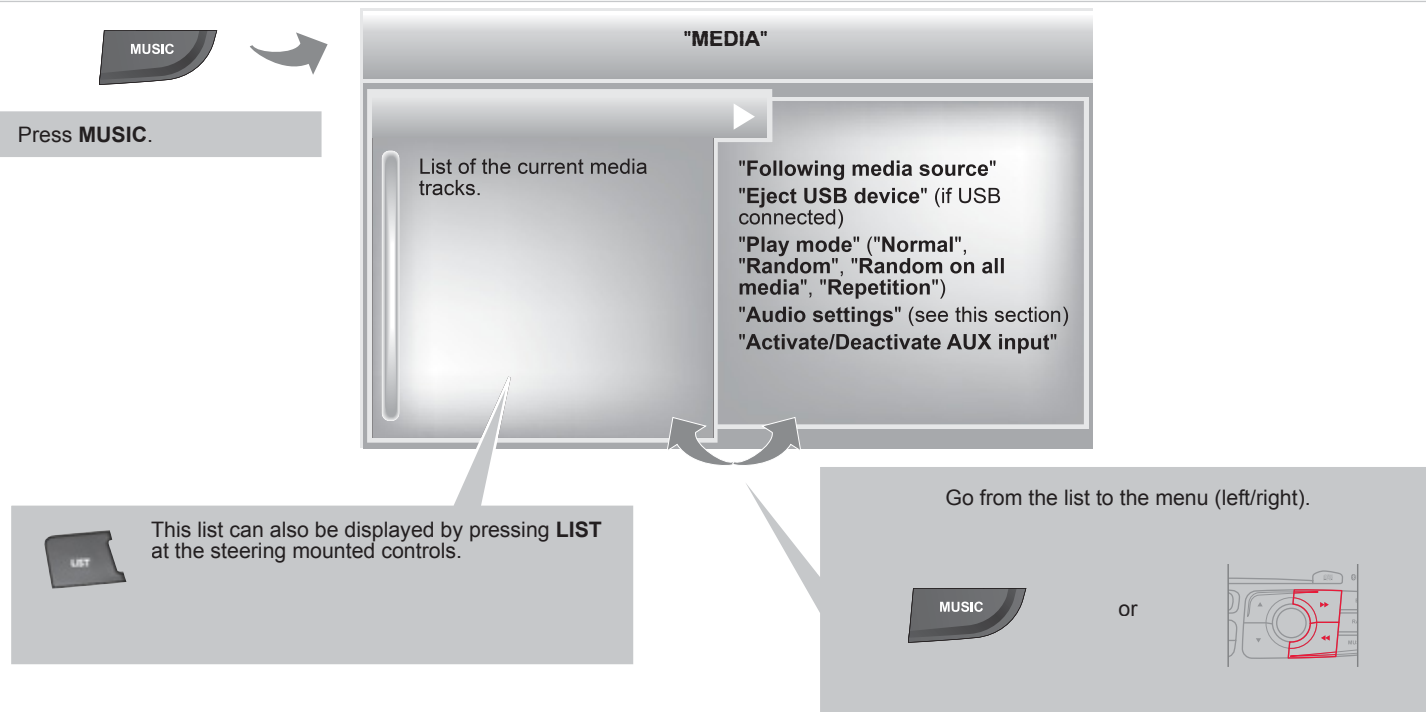 MUSIC
Press MUSIC.
"MEDIA"
List of the current media
tracks.
"Following media source"
"Eject USB device" (if USB
connected)
"Play mode" ("Normal",
"Random", "Random on all
media", "Repetition")
"Audio settings" (see this section)
"Activate/Deactivate AUX input"
LIST
This list can also be displayed by pressing LIST
at the steering mounted controls.
Go from the list to the menu (left/right).
MUSIC
or